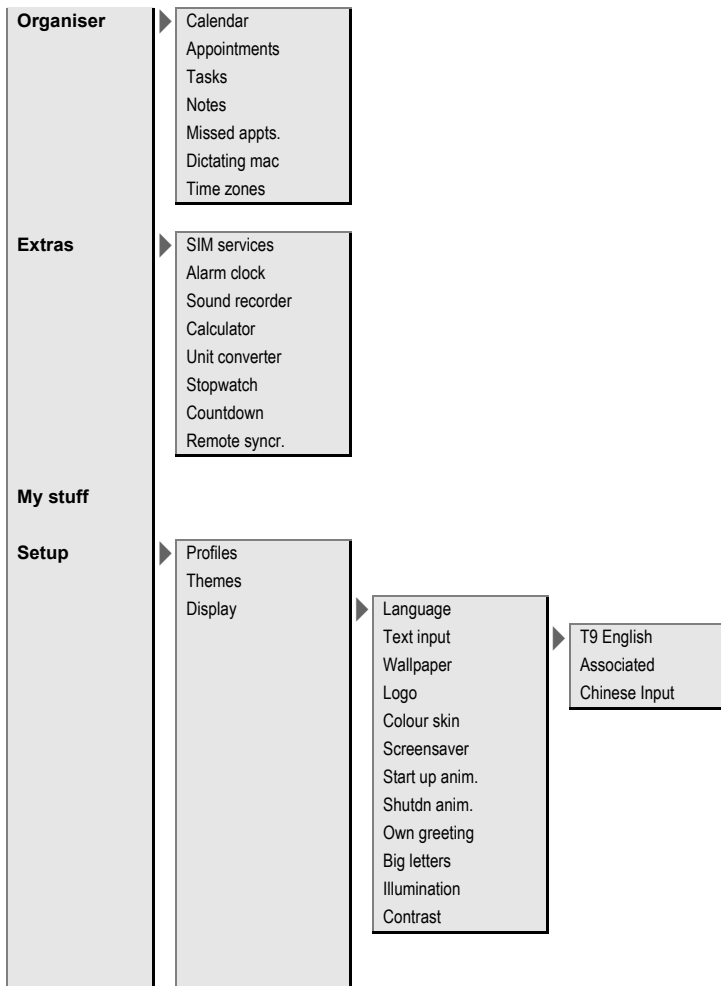 Organiser
Calendar
Appointments
Tasks
Notes
Missed appts.
Dictating mac
Time zones
Extras
SIM services
Alarm clock
Sound recorder
Calculator
Unit converter
Stopwatch
Countdown
Remote syncr.
My stuff
Setup
Profiles
Themes
Display
Language
Text input
T9 English
Wallpaper
Associated
Logo
Chinese Input
Colour skin
Screensaver
Start up anim.
Shutdn anim.
Own greeting
Big letters
Illumination
Contrast